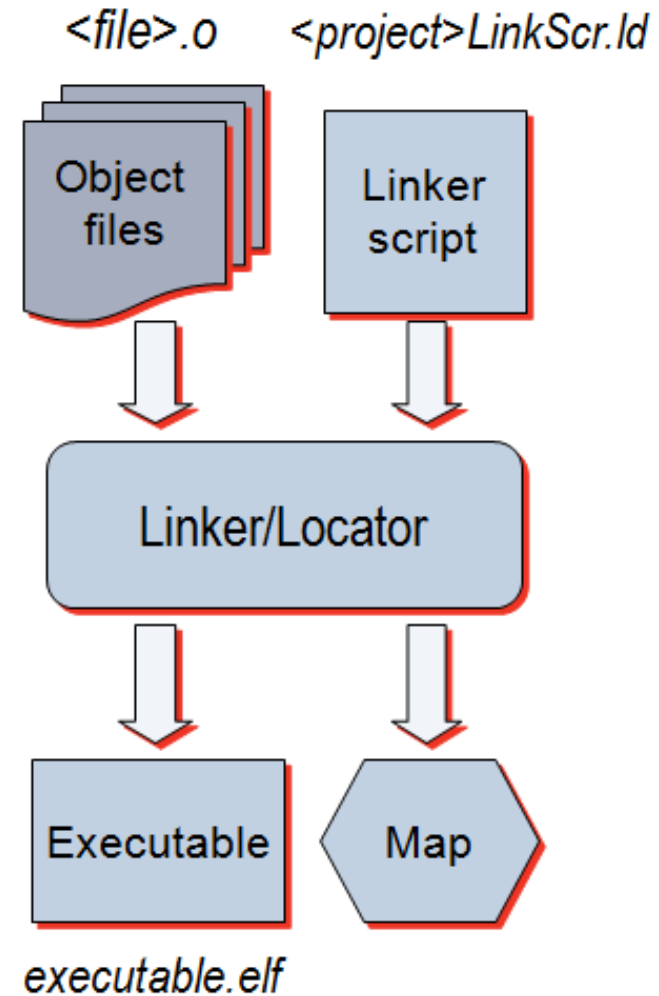 <file>.o
<project>LinkScr.ld
Object
files
Linker
script
Linker/Locator
Executable
Map
executable.elf